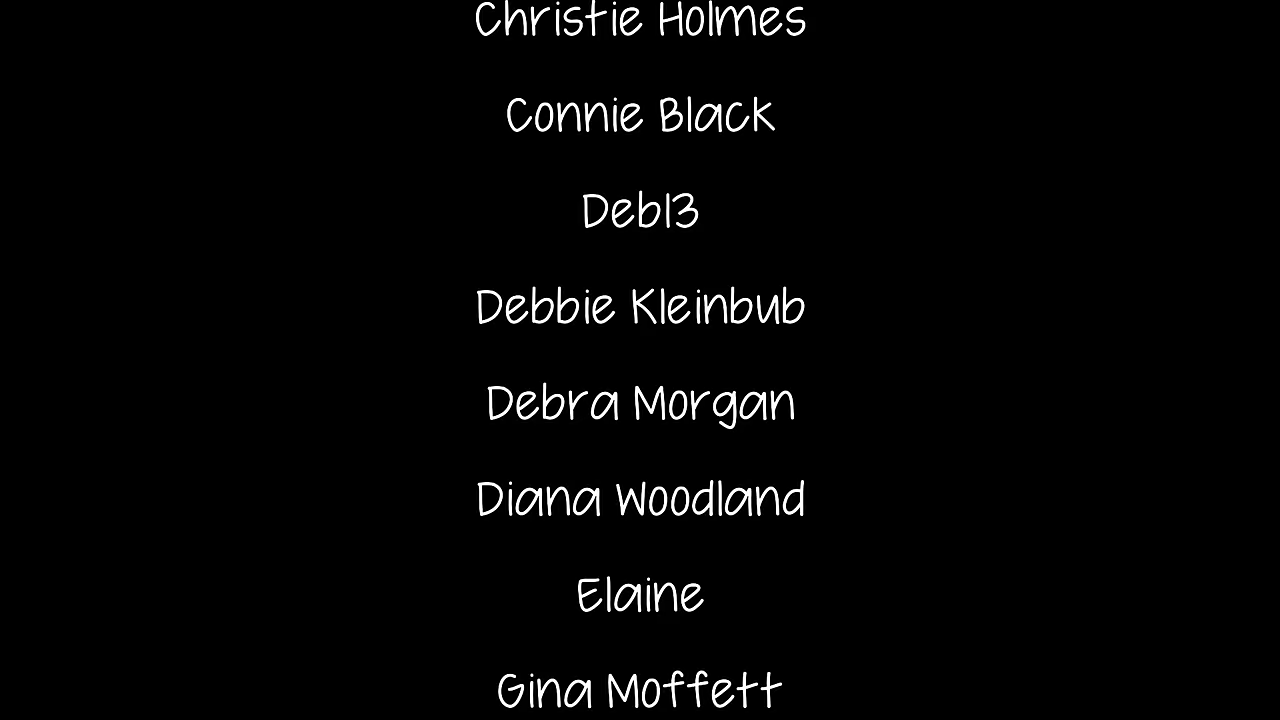 Christie Holmes
Connie Black
Deb13
Debbie Kleinbub
Debra Morgan
Diana Woodland
Elaine
Gina Moffett